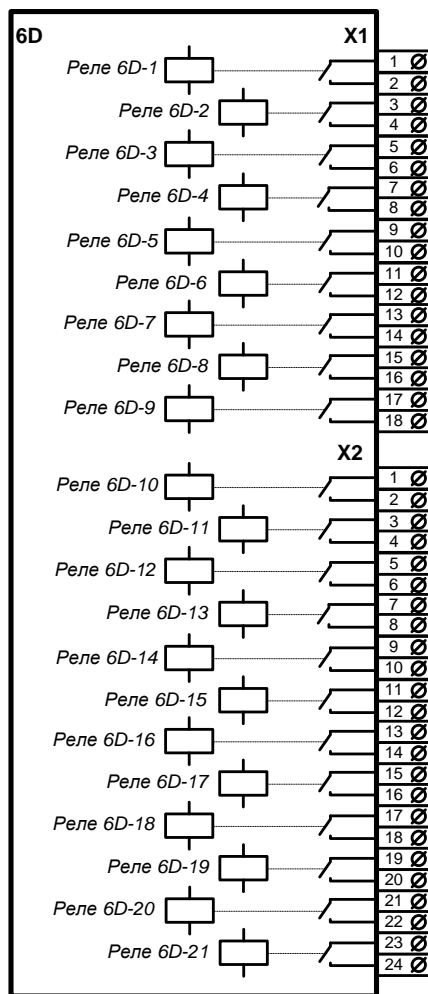 6D X1
Реле 6D-1 1
2
Реле 6D-2 3
4
Реле 6D-3 5
6
Реле 6D-4 7
8
Реле 6D-5 9
10
Реле 6D-6 11
12
Реле 6D-7 13
14
Реле 6D-8 15
16
Реле 6D-9 17
18
X2
Реле 6D-10 1
2
Реле 6D-11 3
4
Реле 6D-12 5
6
Реле 6D-13 7
8
Реле 6D-14 9
10
Реле 6D-15 11
12
Реле 6D-16 13
14
Реле 6D-17 15
16
Реле 6D-18 17
18
Реле 6D-19 19
20
Реле 6D-20 21
22
Реле 6D-21 23
24